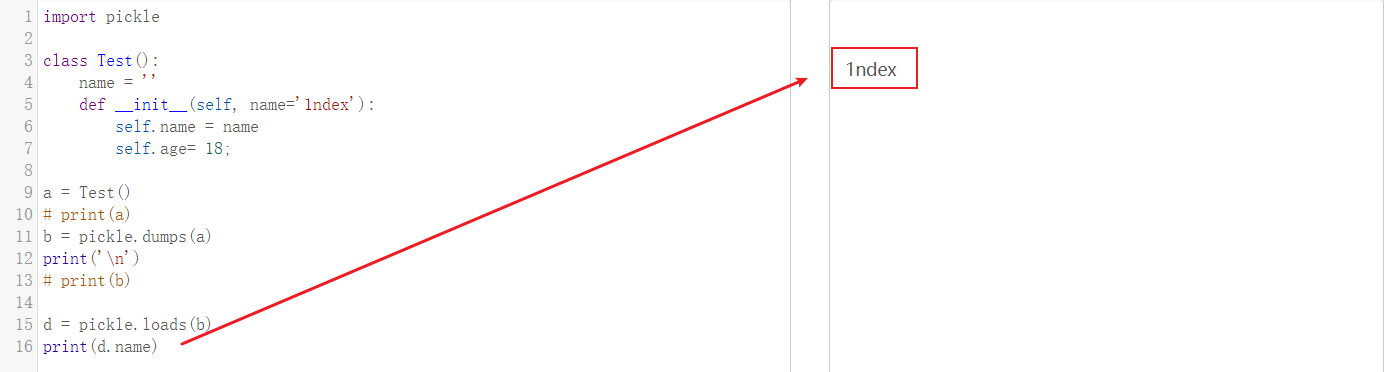 1 import pickle
2
3 class Test():
4     name = ''
5     def __init__(self, name='1ndex'):
6         self.name = name
7         self.age= 18;
8
9 a = Test()
10 # print(a)
11 b = pickle.dumps(a)
12 print('\n')
13 # print(b)
14
15 d = pickle.loads(b)
16 print(d.name)
1ndex